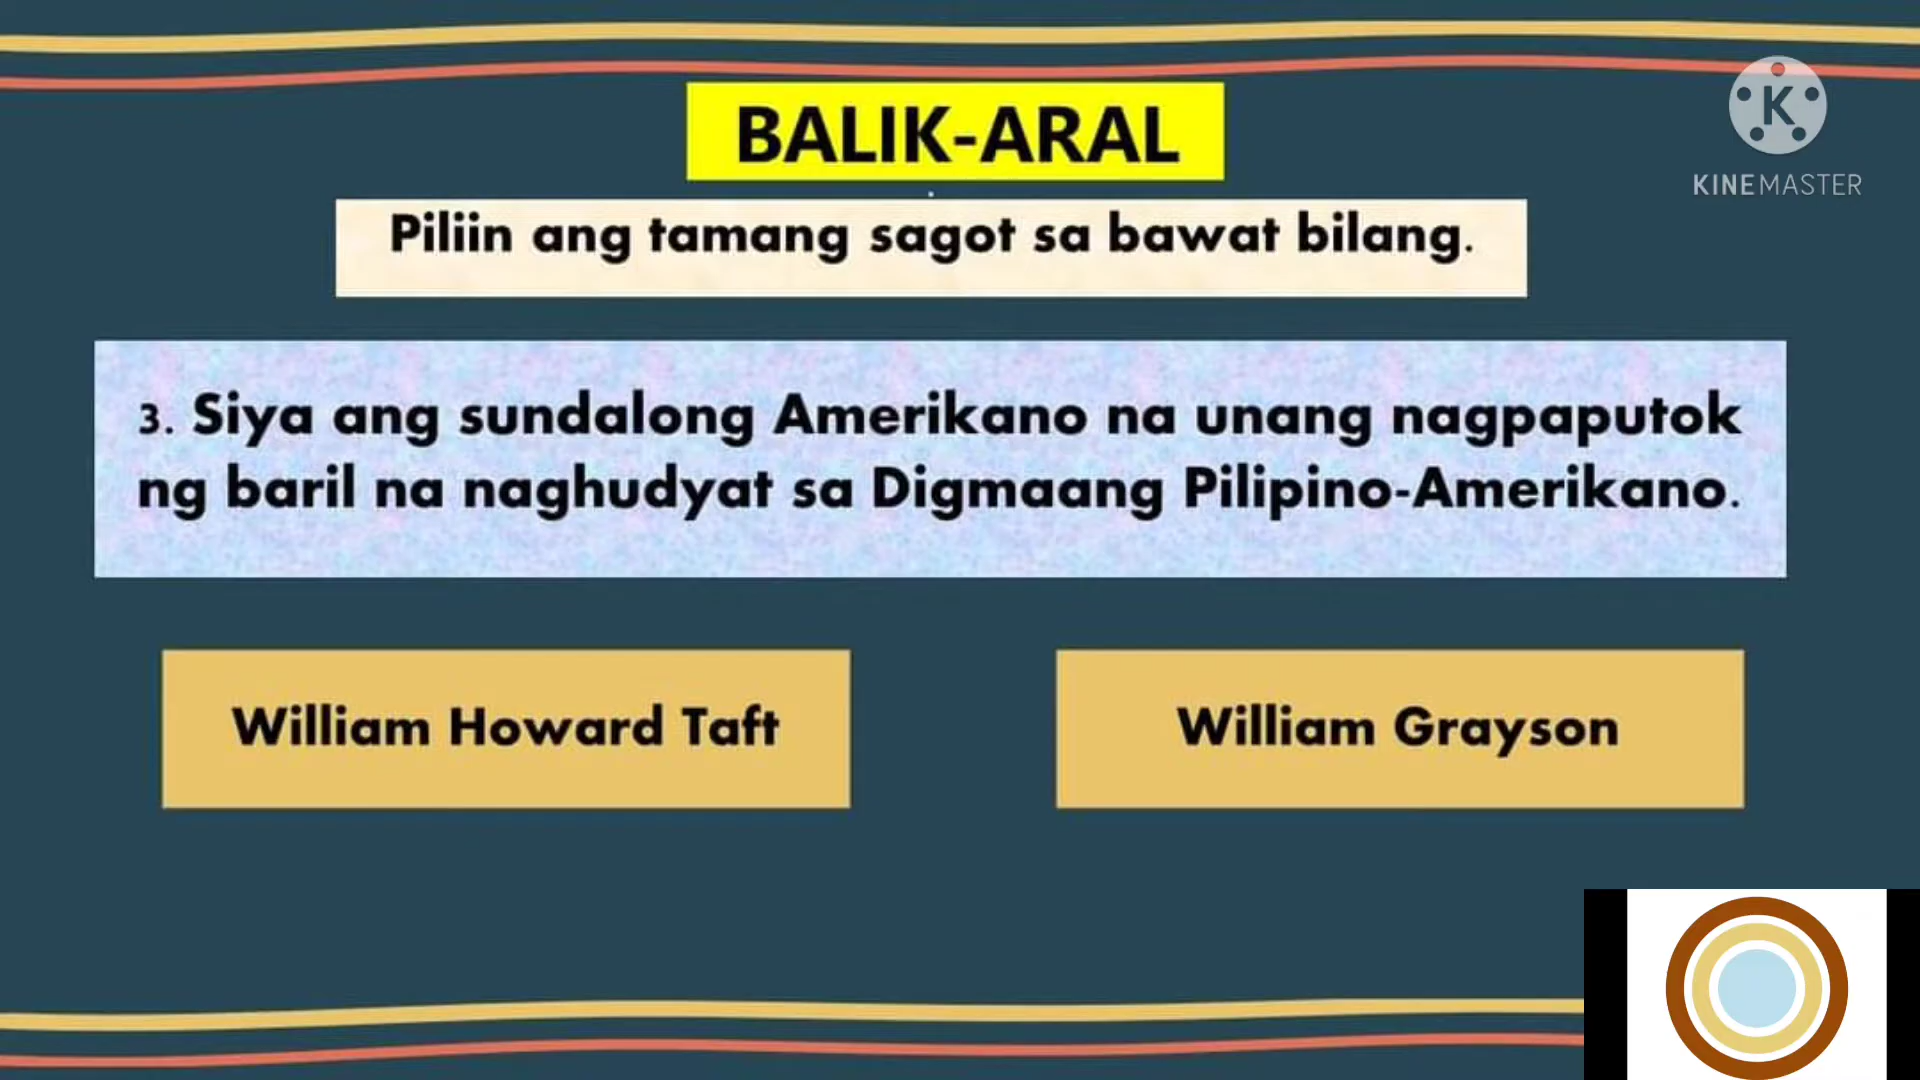 BALIK-ARAL
KINEMASTER
Piliin ang tamang sagot sa bawat bilang.
3. Siya ang sundalong Amerikano na unang nagpaputok
ng baril na naghudyat sa Digmaang Pilipino-Amerikano.
William Howard Taft
William Grayson